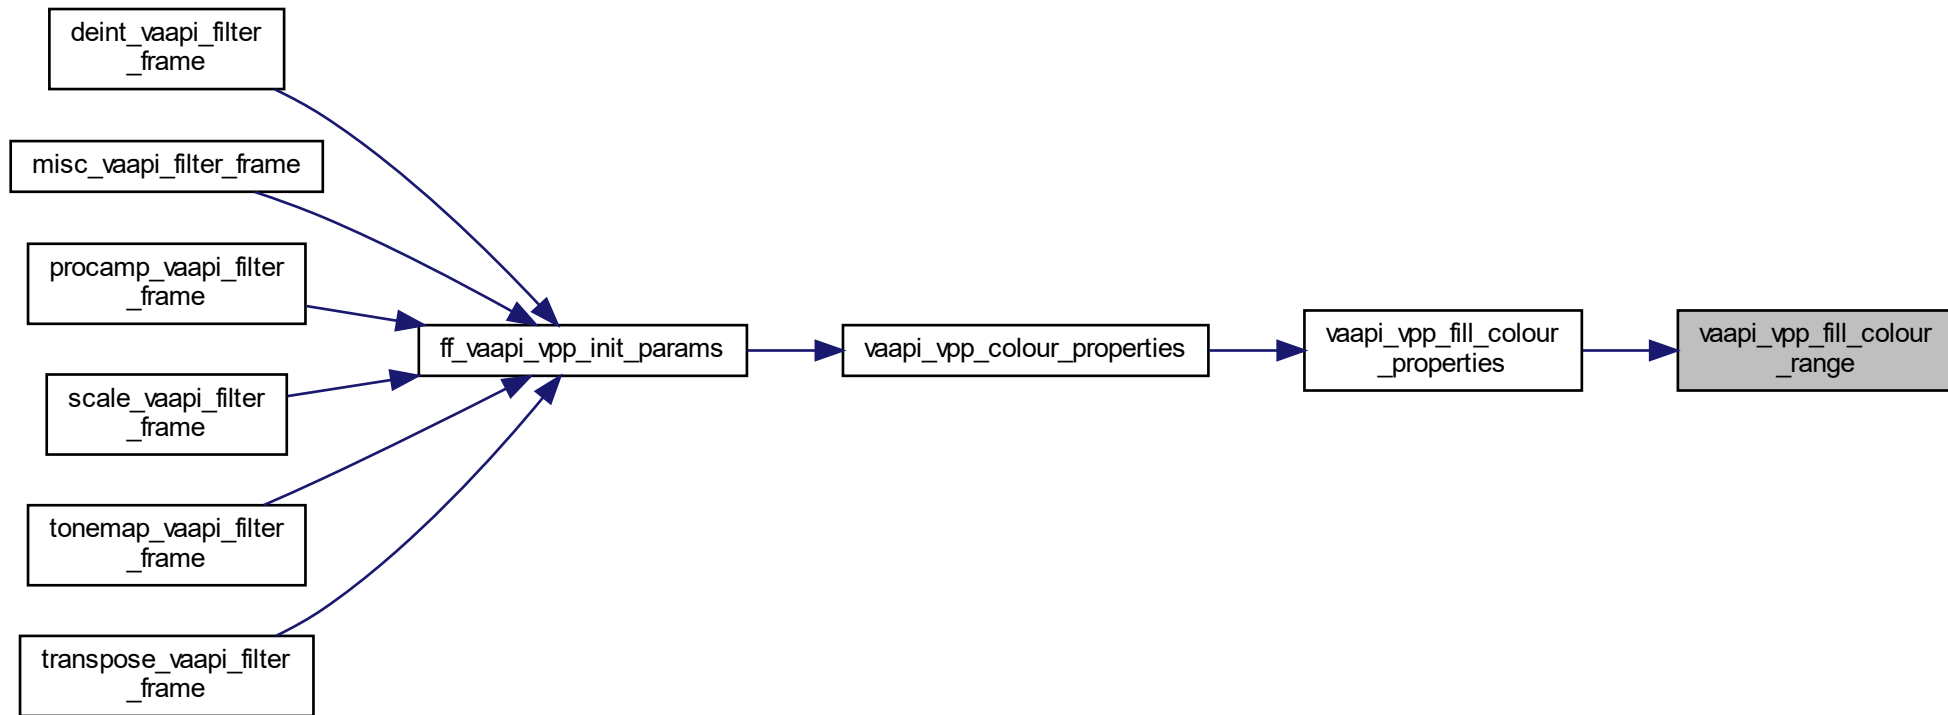 deint_vaapi_filter
_frame
misc_vaapi_filter_frame
procamp_vaapi_filter
_frame
scale_vaapi_filter
_frame
tonemap_vaapi_filter
_frame
transpose_vaapi_filter
_frame
ff_vaapi_vpp_init_params
vaapi_vpp_colour_properties
vaapi_vpp_fill_colour
_properties
vaapi_vpp_fill_colour
_range